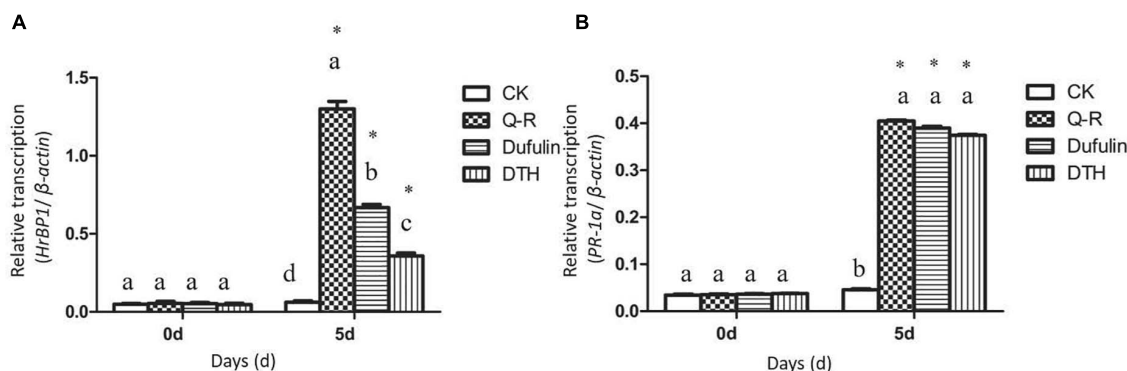 A
Relative transcription
(HrBP1/ β-actin)
1.5
1.0
0.5
0.0
a a a a
d
*
a
*
b
*
c
0d 5d
Days (d)
CK
Q-R
Dufulin
DTH
B
Relative transcription
(PR-1a/ β-actin)
0.5
0.4
0.3
0.2
0.1
0.0
a a a a
b
* * *
a a a
0d 5d
Days (d)
CK
Q-R
Dufulin
DTH